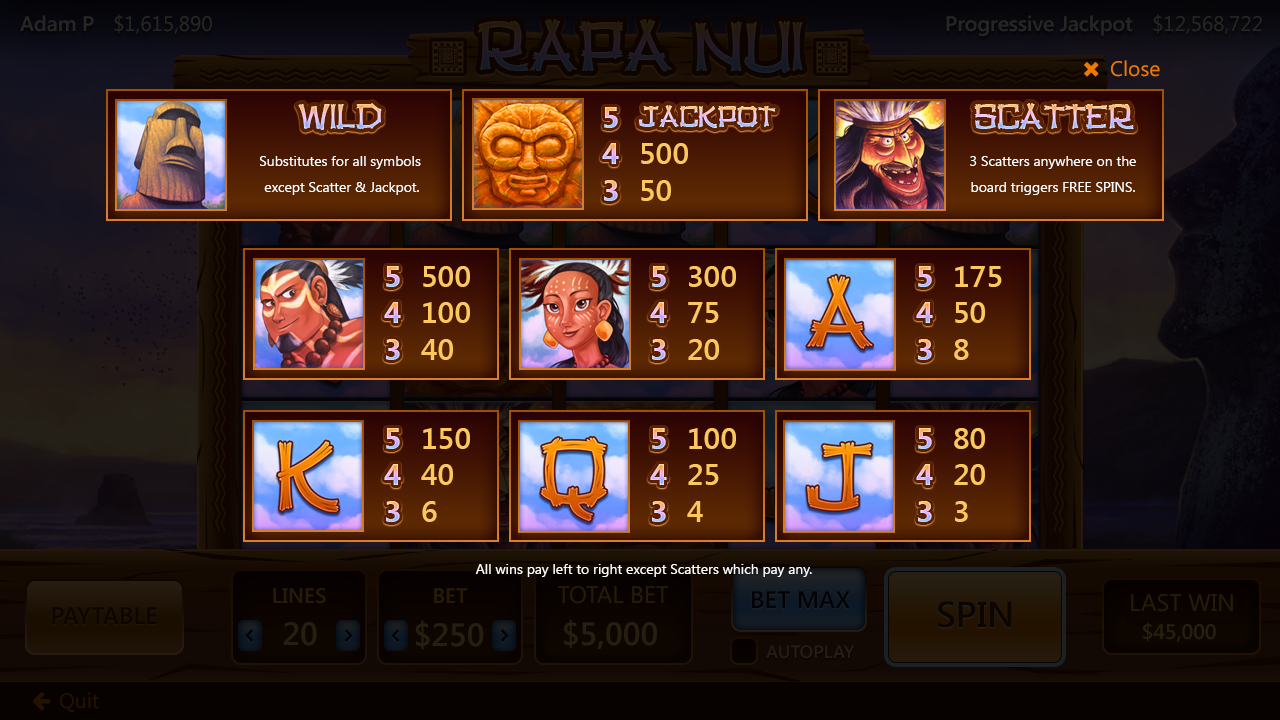 Adam P $1,615,890
RAPA NUI
Progressive Jackpot $12,568,722
✖ Close
WILD
Substitutes for all symbols
except Scatter & Jackpot.
5 JACKPOT
4 500
3 50
SCATTER
3 Scatters anywhere on the
board triggers FREE SPINS.
5 500
4 100
3 40
5 300
4 75
3 20
A
5 175
4 50
3 8
K
5 150
4 40
3 6
Q
5 100
4 25
3 4
J
5 80
4 20
3 3
All wins pay left to right except Scatters which pay any.
PAYTABLE
LINES
< 20 >
BET
< $250 >
TOTAL BET
$5,000
BET MAX
AUTOPLAY
SPIN
LAST WIN
$45,000
Quit